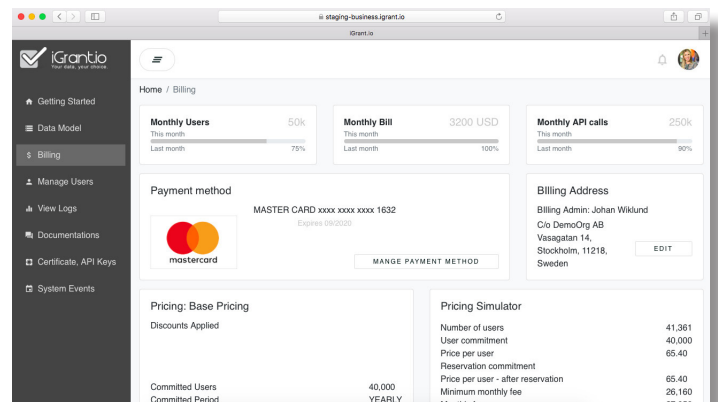 staging-business.igrant.io
iGrant.io
iGrant.io
Your data, your choice.
Getting Started
Data Model
$ Billing
Manage Users
View Logs
Documentations
Certificate, API Keys
System Events
Home / Billing
Monthly Users 50k
This month
Last month 75%
Monthly Bill 3200 USD
This month
Last month 100%
Monthly API calls 250k
This month
Last month 90%
Payment method
MASTER CARD xxxx xxxx xxxx 1632
Expires 09/2020
mastercard
MANGE PAYMENT METHOD
BIlling Address
BIlling Admin: Johan Wiklund
C/o DemoOrg AB
Vasagatan 14,
Stockholm, 11218,
Sweden
EDIT
Pricing: Base Pricing
Discounts Applied
Committed Users 40,000
Committed Period YEARLY
Pricing Simulator
Number of users 41,361
User commitment 40,000
Price per user 65.40
Reservation commitment
Price per user - after reservation 65.40
Minimum monthly fee 26,160